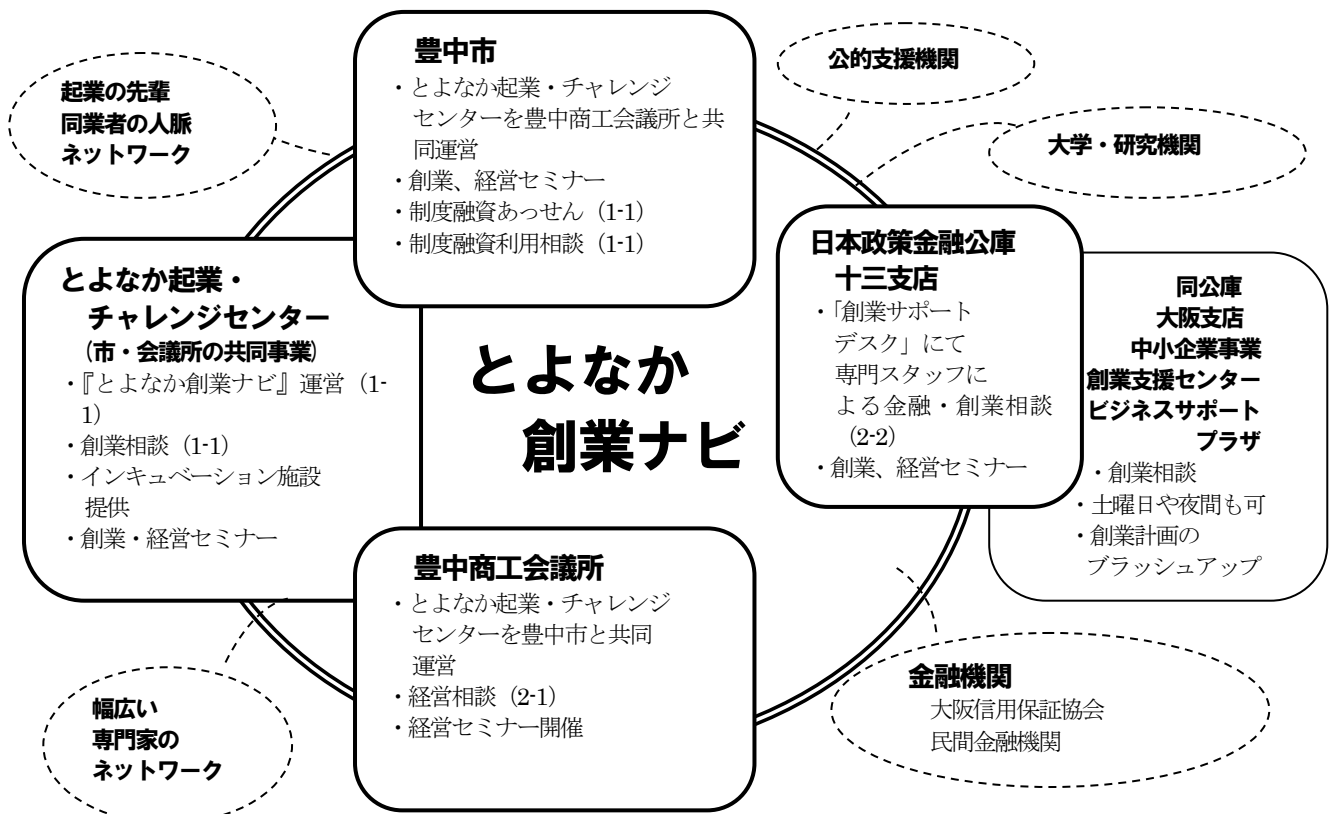 豊中市
・とよなか起業・チャレンジ
センターを豊中商工会議所と共
同運営
・創業、経営セミナー
・制度融資あっせん（1-1）
・制度融資利用相談（1-1）
公的支援機関
起業の先輩
同業者の人脈
ネットワーク
大学・研究機関
とよなか起業・
チャレンジセンター
（市・会議所の共同事業）
・『とよなか創業ナビ』運営（1-
1）
・創業相談（1-1）
・インキュベーション施設
提供
・創業・経営セミナー
とよなか
創業ナビ
日本政策金融公庫
十三支店
・「創業サポート
デスク」にて
専門スタッフに
よる金融・創業相談
（2-2）
・創業、経営セミナー
同公庫
大阪支店
中小企業事業
創業支援センター
ビジネスサポート
プラザ
・創業相談
・土曜日や夜間も可
・創業計画の
ブラッシュアップ
豊中商工会議所
・とよなか起業・チャレンジ
センターを豊中市と共同
運営
・経営相談（2-1）
・経営セミナー開催
幅広い
専門家の
ネットワーク
金融機関
大阪信用保証協会
民間金融機関